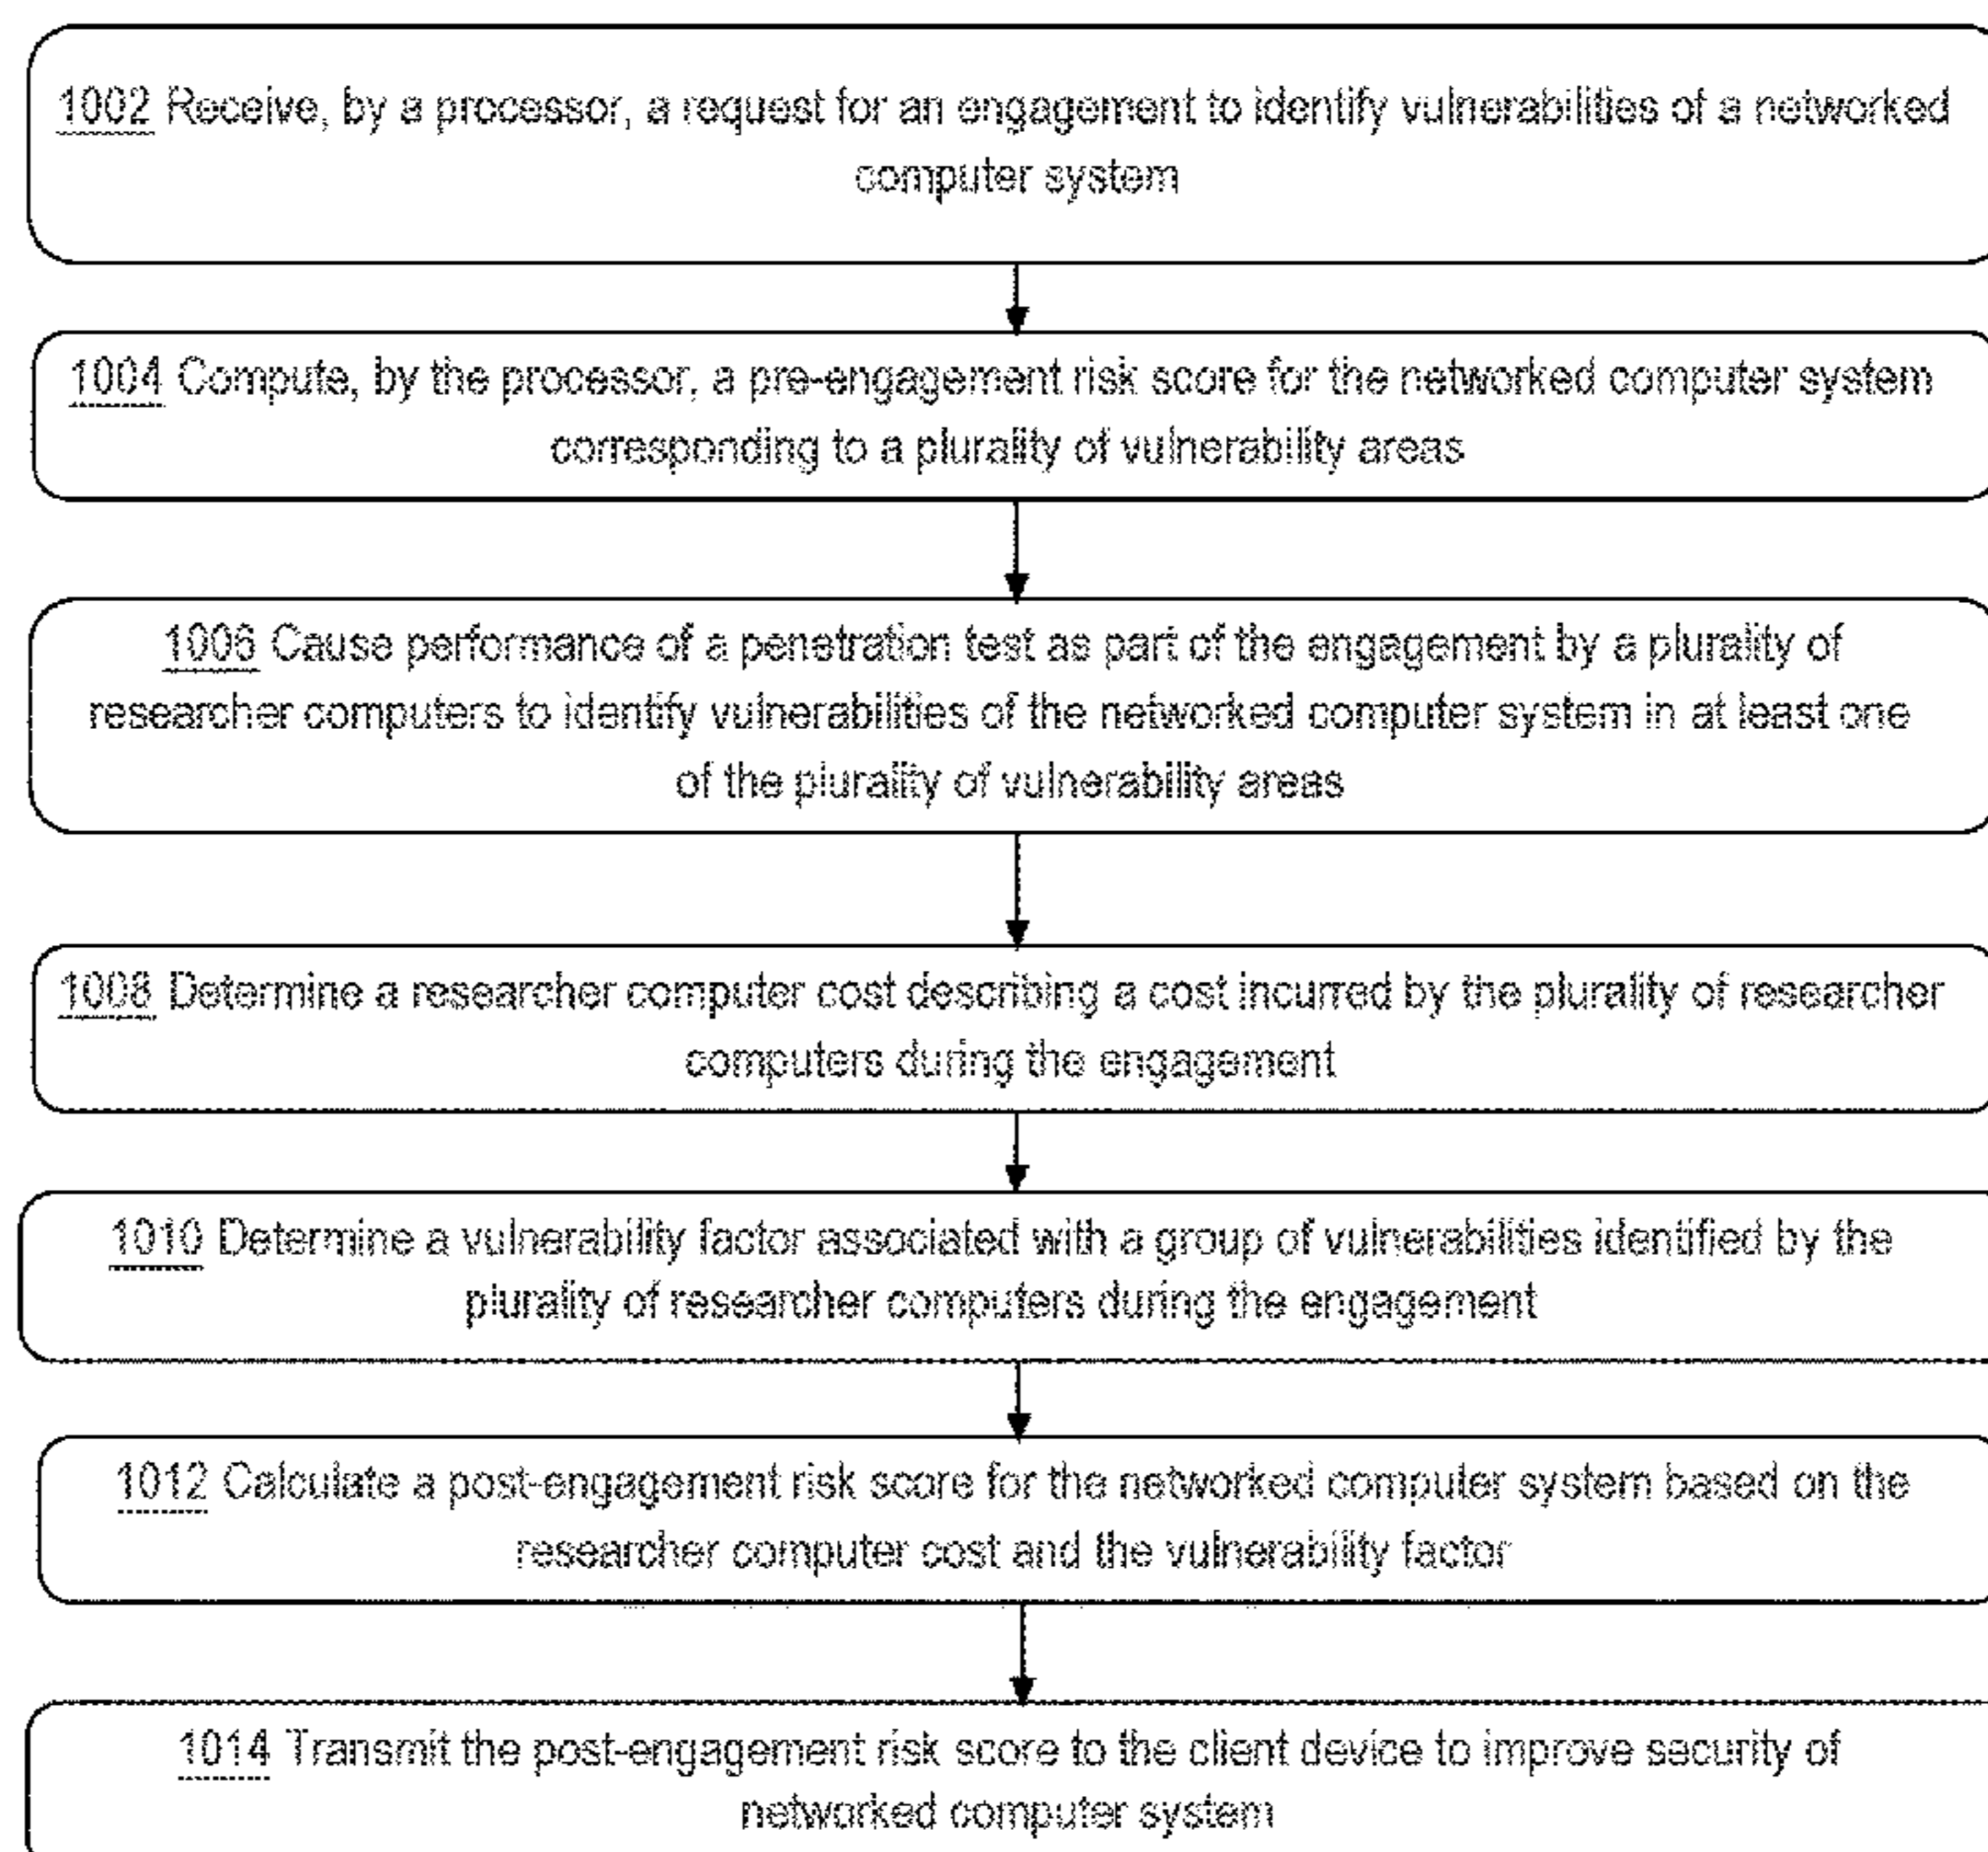 1002 Receive, by a processor, a request for an engagement to identify vulnerabilities of a networked
computer system
1004 Compute, by the processor, a pre-engagement risk score for the networked computer system
corresponding to a plurality of vulnerability areas
1006 Cause performance of a penetration test as part of the engagement by a plurality of
researcher computers to identify vulnerabilities of the networked computer system in at least one
of the plurality of vulnerability areas
1008 Determine a researcher computer cost describing a cost incurred by the plurality of researcher
computers during the engagement
1010 Determine a vulnerability factor associated with a group of vulnerabilities identified by the
plurality of researcher computers during the engagement
1012 Calculate a post-engagement risk score for the networked computer system based on the
researcher computer cost and the vulnerability factor
1014 Transmit the post-engagement risk score to the client device to improve security of
networked computer system